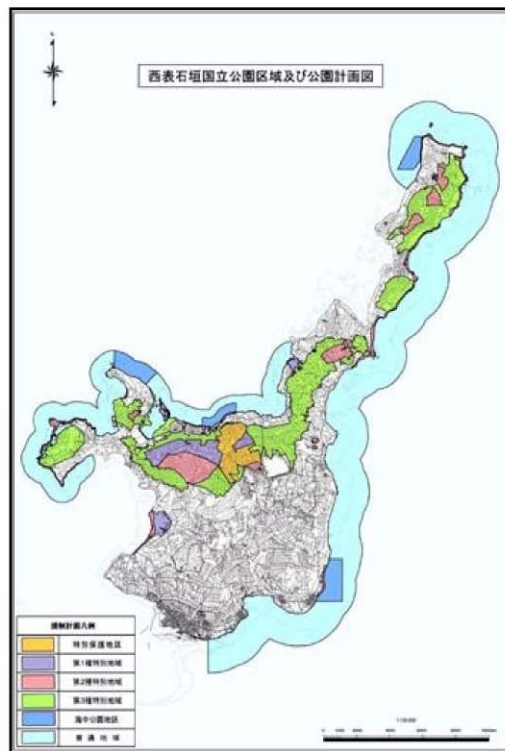 西表石垣国立公園区域及び公園計画図
規制計画凡例
特別保護地区
第1種特別地域
第2種特別地域
第3種特別地域
海中公園地区
普通地域